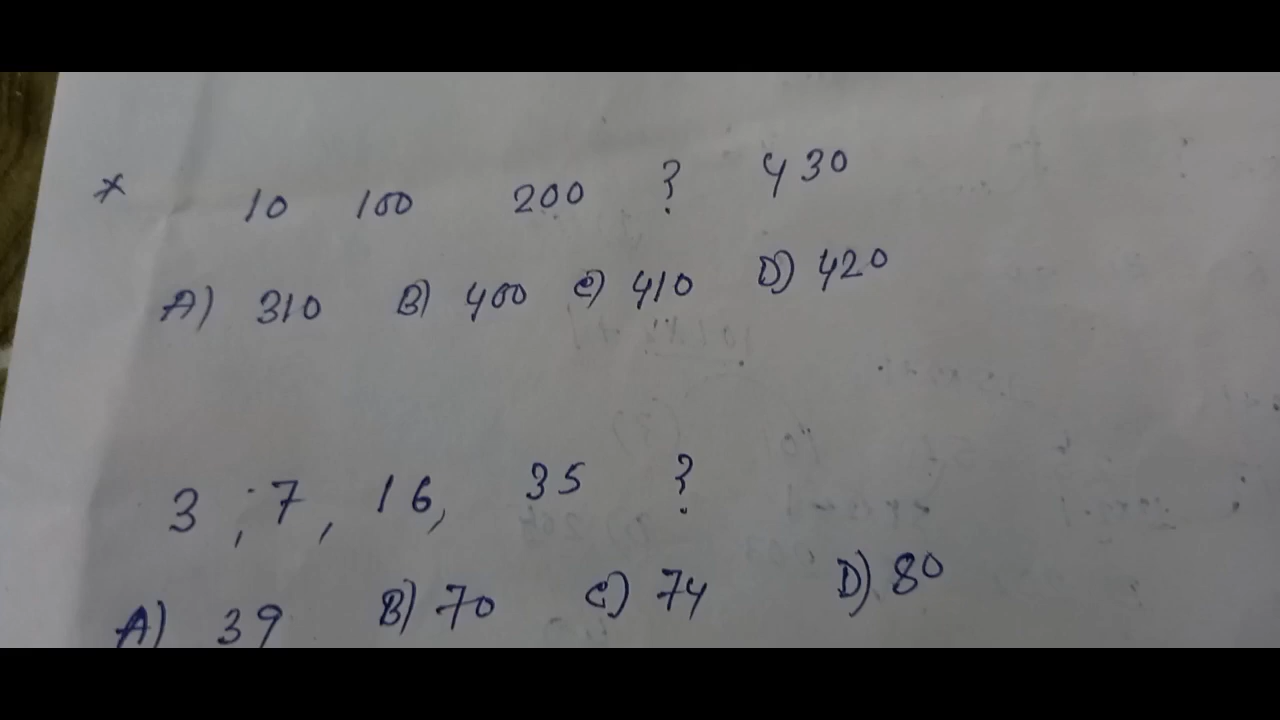 * 10 100 200 ? 430
A) 310 B) 400 C) 410 D) 420
3, 7, 16, 35 ?
A) 39 B) 70 C) 74 D) 80